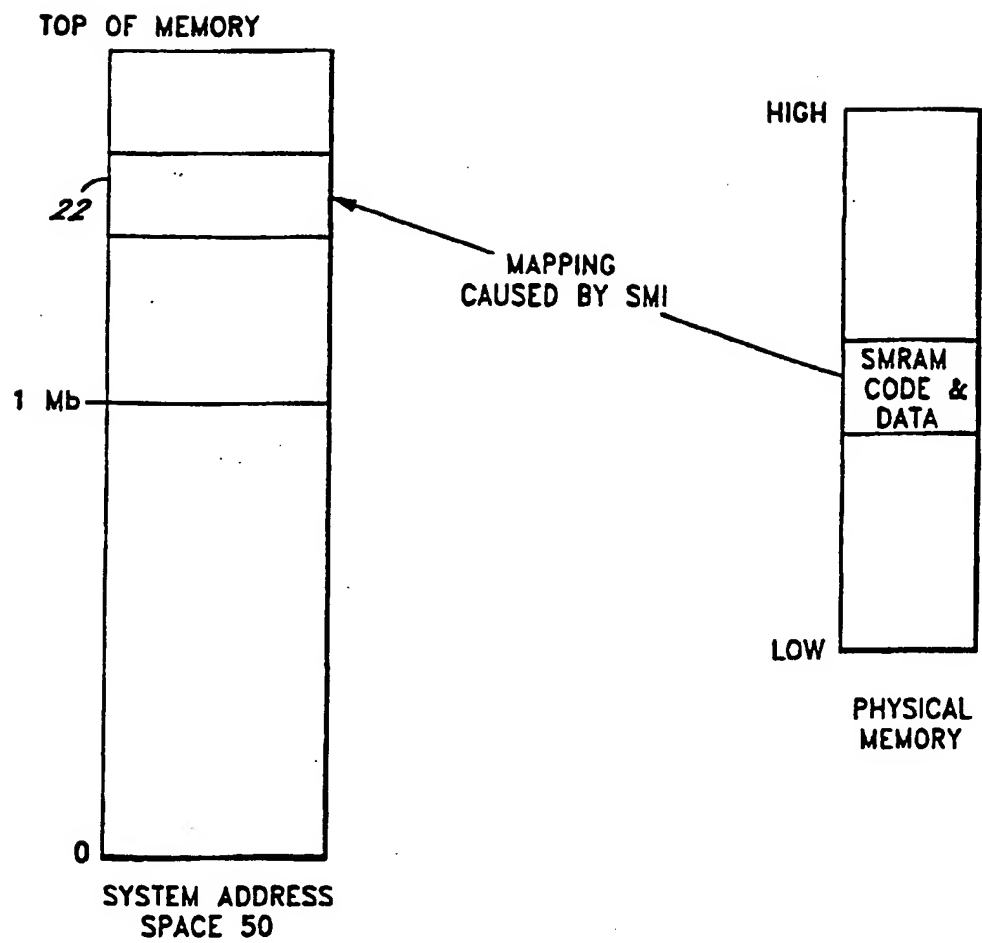 TOP OF MEMORY
HIGH
22
MAPPING
CAUSED BY SMI
SMRAM
CODE &
DATA
1 Mb
LOW
PHYSICAL
MEMORY
0
SYSTEM ADDRESS
SPACE 50